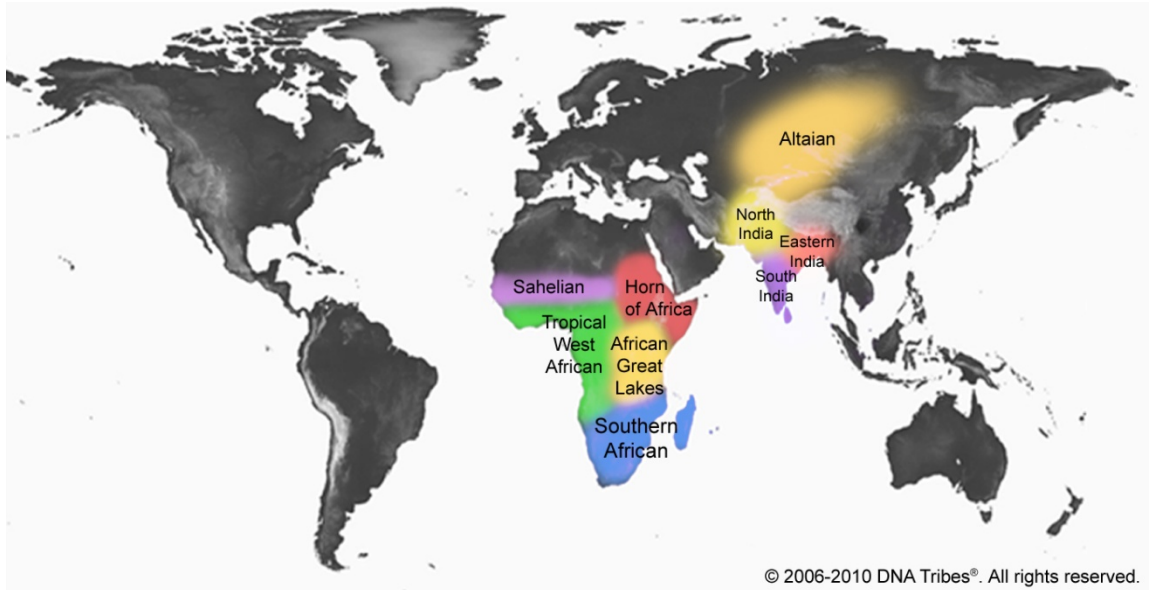 Altaian
North
India
Eastern
India
South
India
Sahelian
Horn
of Africa
Tropical
West
African
African
Great
Lakes
Southern
African
© 2006-2010 DNA Tribes®. All rights reserved.